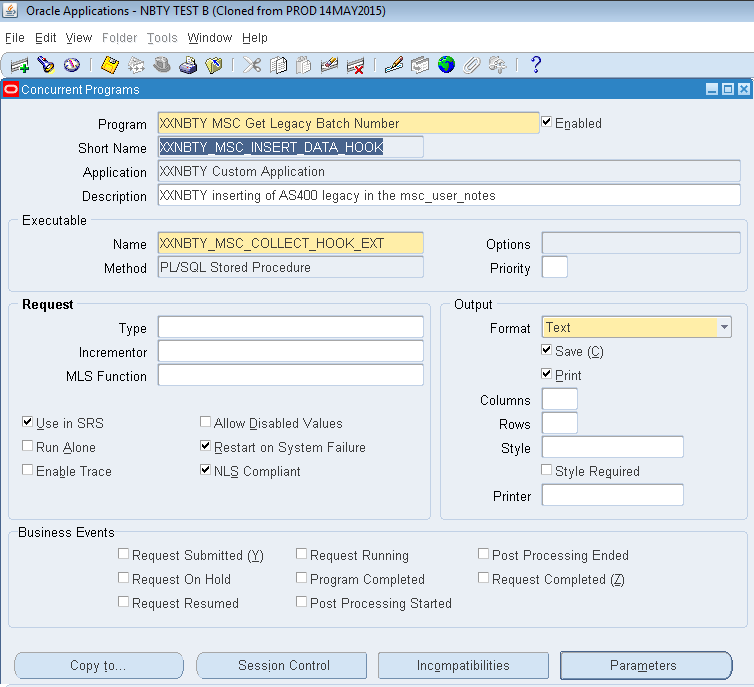 Oracle Applications - NBTY TEST B (Cloned from PROD 14MAY2015)
File Edit View Folder Tools Window Help
Concurrent Programs
Program XXNBTY MSC Get Legacy Batch Number Enabled
Short Name XXNBTY_MSC_INSERT_DATA_HOOK
Application XXNBTY Custom Application
Description XXNBTY inserting of AS400 legacy in the msc_user_notes
Executable
Name XXNBTY_MSC_COLLECT_HOOK_EXT Options
Method PL/SQL Stored Procedure Priority
Request Output
Type Format Text
Incrementor Save (C)
MLS Function Print
Columns
Use in SRS Allow Disabled Values Rows
Run Alone Restart on System Failure Style
Enable Trace NLS Compliant Style Required
Printer
Business Events
Request Submitted (Y) Request Running Post Processing Ended
Request On Hold Program Completed Request Completed (Z)
Request Resumed Post Processing Started
Copy to... Session Control Incompatibilities Parameters